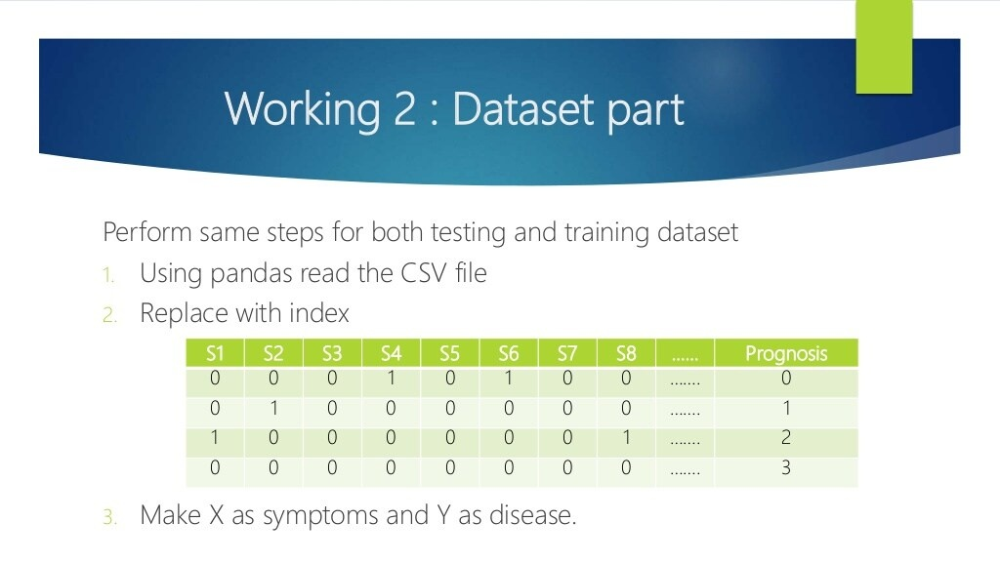 Working 2 : Dataset part
Perform same steps for both testing and training dataset
1. Using pandas read the CSV file
2. Replace with index
S1 S2 S3 S4 S5 S6 S7 S8 ...... Prognosis
0 0 0 1 0 1 0 0 ....... 0
0 1 0 0 0 0 0 0 ....... 1
1 0 0 0 0 0 0 1 ....... 2
0 0 0 0 0 0 0 0 ....... 3
3. Make X as symptoms and Y as disease.